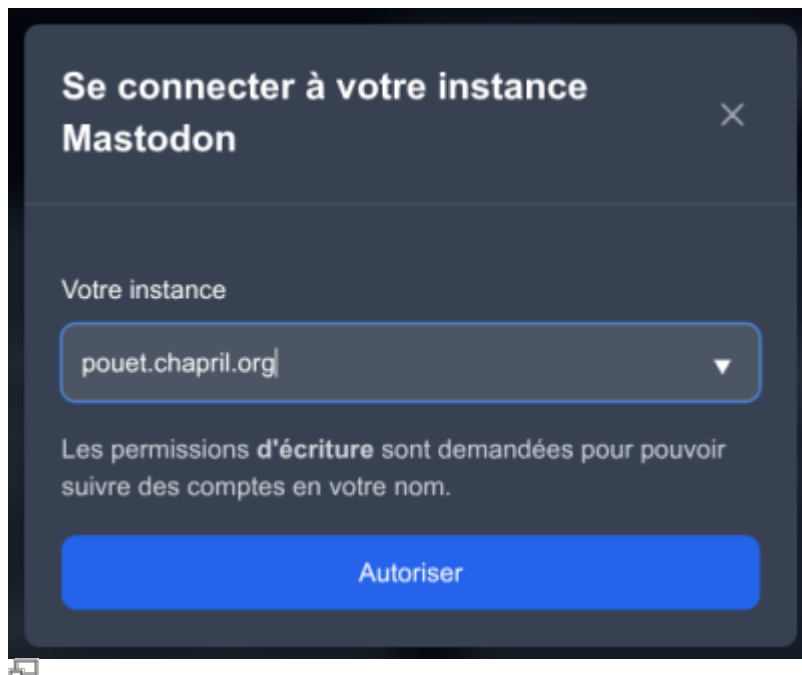 Se connecter à votre instance
Mastodon
Votre instance
pouet.chapril.org
Les permissions d'écriture sont demandées pour pouvoir
suivre des comptes en votre nom.
Autoriser